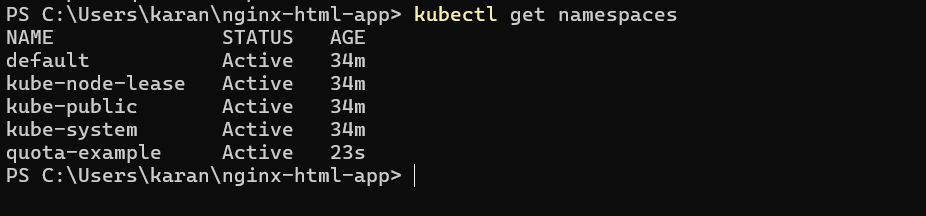 PS C:\Users\karan\nginx-html-app> kubectl get namespaces
NAME              STATUS   AGE
default           Active   34m
kube-node-lease   Active   34m
kube-public       Active   34m
kube-system       Active   34m
quota-example     Active   23s
PS C:\Users\karan\nginx-html-app>